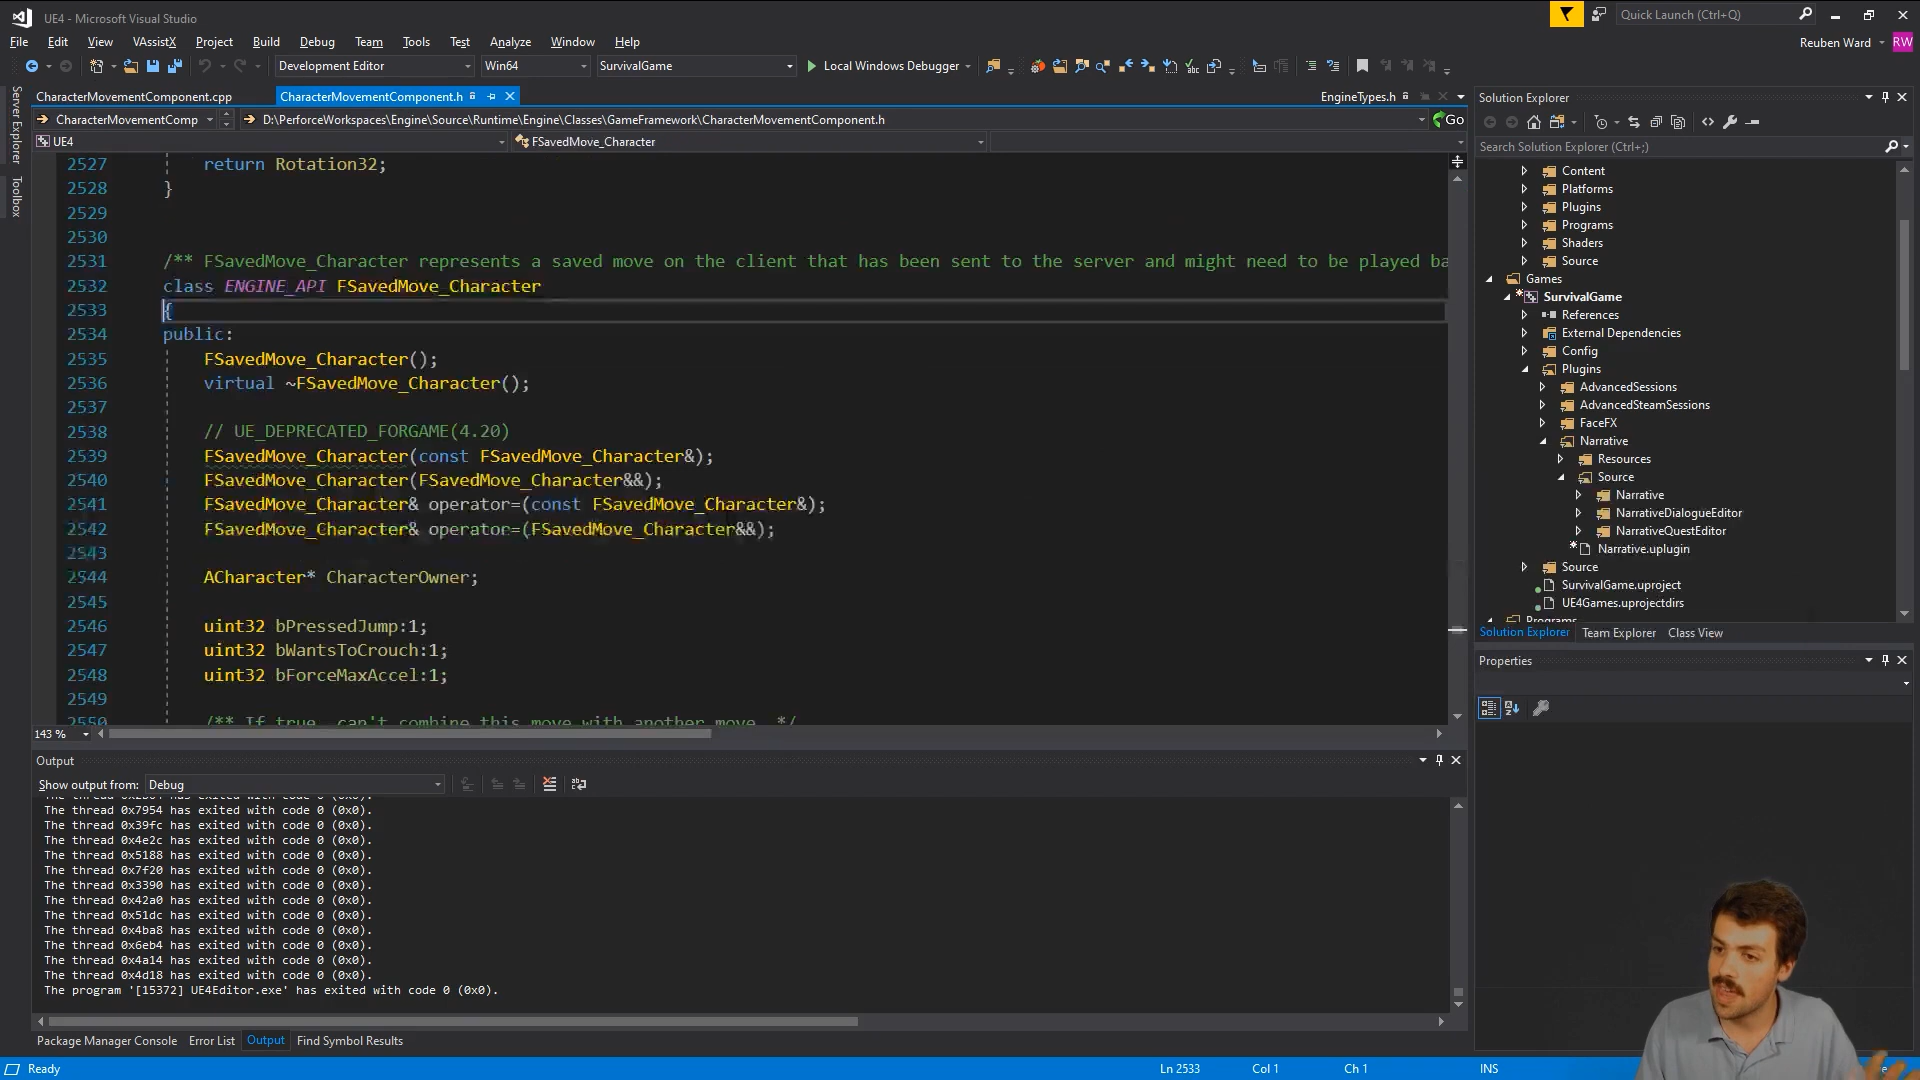 UE4 - Microsoft Visual Studio
Quick Launch (Ctrl+Q)
File Edit View VAssistX Project Build Debug Team Tools Test Analyze Window Help
Reuben Ward RW
Development Editor Win64 SurvivalGame Local Windows Debugger
Server Explorer
Toolbox
CharacterMovementComponent.cpp CharacterMovementComponent.h EngineTypes.h
CharacterMovementComp D:\PerforceWorkspaces\Engine\Source\Runtime\Engine\Classes\GameFramework\CharacterMovementComponent.h Go
UE4 FSavedMove_Character
2527 return Rotation32;
2528 }
2529
2530
2531 /** FSavedMove_Character represents a saved move on the client that has been sent to the server and might need to be played ba
2532 class ENGINE_API FSavedMove_Character
2533 {
2534 public:
2535 FSavedMove_Character();
2536 virtual ~FSavedMove_Character();
2537
2538 // UE_DEPRECATED_FORGAME(4.20)
2539 FSavedMove_Character(const FSavedMove_Character&);
2540 FSavedMove_Character(FSavedMove_Character&&);
2541 FSavedMove_Character& operator=(const FSavedMove_Character&);
2542 FSavedMove_Character& operator=(FSavedMove_Character&&);
2543
2544 ACharacter* CharacterOwner;
2545
2546 uint32 bPressedJump:1;
2547 uint32 bWantsToCrouch:1;
2548 uint32 bForceMaxAccel:1;
2549
2550 /** If true, can't combine this move with another move. */
143 %
Output
Show output from: Debug
The thread 0x7954 has exited with code 0 (0x0).
The thread 0x39fc has exited with code 0 (0x0).
The thread 0x4e2c has exited with code 0 (0x0).
The thread 0x5188 has exited with code 0 (0x0).
The thread 0x7f20 has exited with code 0 (0x0).
The thread 0x3390 has exited with code 0 (0x0).
The thread 0x42a0 has exited with code 0 (0x0).
The thread 0x51dc has exited with code 0 (0x0).
The thread 0x4ba8 has exited with code 0 (0x0).
The thread 0x6eb4 has exited with code 0 (0x0).
The thread 0x4a14 has exited with code 0 (0x0).
The thread 0x4d18 has exited with code 0 (0x0).
The program '[15372] UE4Editor.exe' has exited with code 0 (0x0).
Package Manager Console Error List Output Find Symbol Results
Solution Explorer
Search Solution Explorer (Ctrl+;)
Content
Platforms
Plugins
Programs
Shaders
Source
Games
SurvivalGame
References
External Dependencies
Config
Plugins
AdvancedSessions
AdvancedSteamSessions
FaceFX
Narrative
Resources
Source
Narrative
NarrativeDialogueEditor
NarrativeQuestEditor
Narrative.uplugin
Source
SurvivalGame.uproject
UE4Games.uprojectdirs
Programs
Solution Explorer Team Explorer Class View
Properties
Ready Ln 2533 Col 1 Ch 1 INS